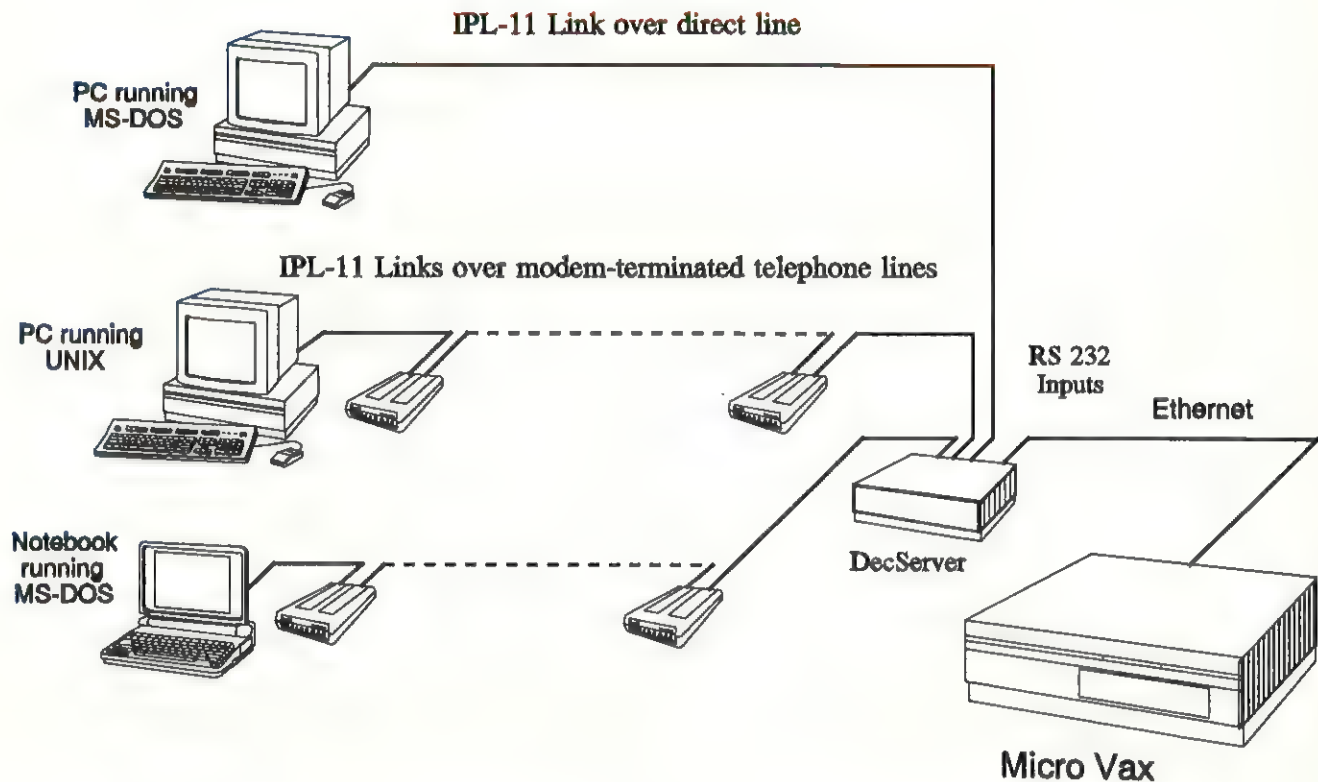 IPL-11 Link over direct line
PC running
MS-DOS
IPL-11 Links over modem-terminated telephone lines
PC running
UNIX
RS 232
Inputs
Ethernet
Notebook
running
MS-DOS
DecServer
Micro Vax